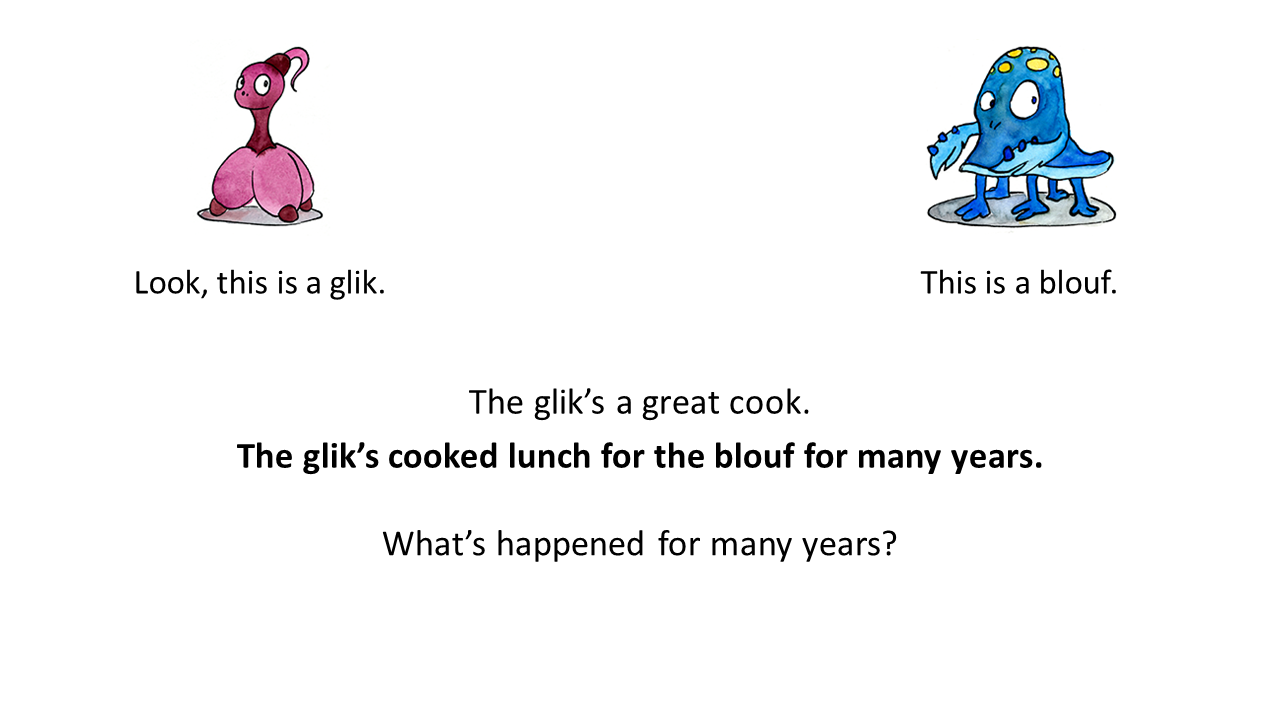 Look, this is a glik.
This is a blouf.
The glik’s a great cook.
The glik’s cooked lunch for the blouf for many years.
What’s happened for many years?